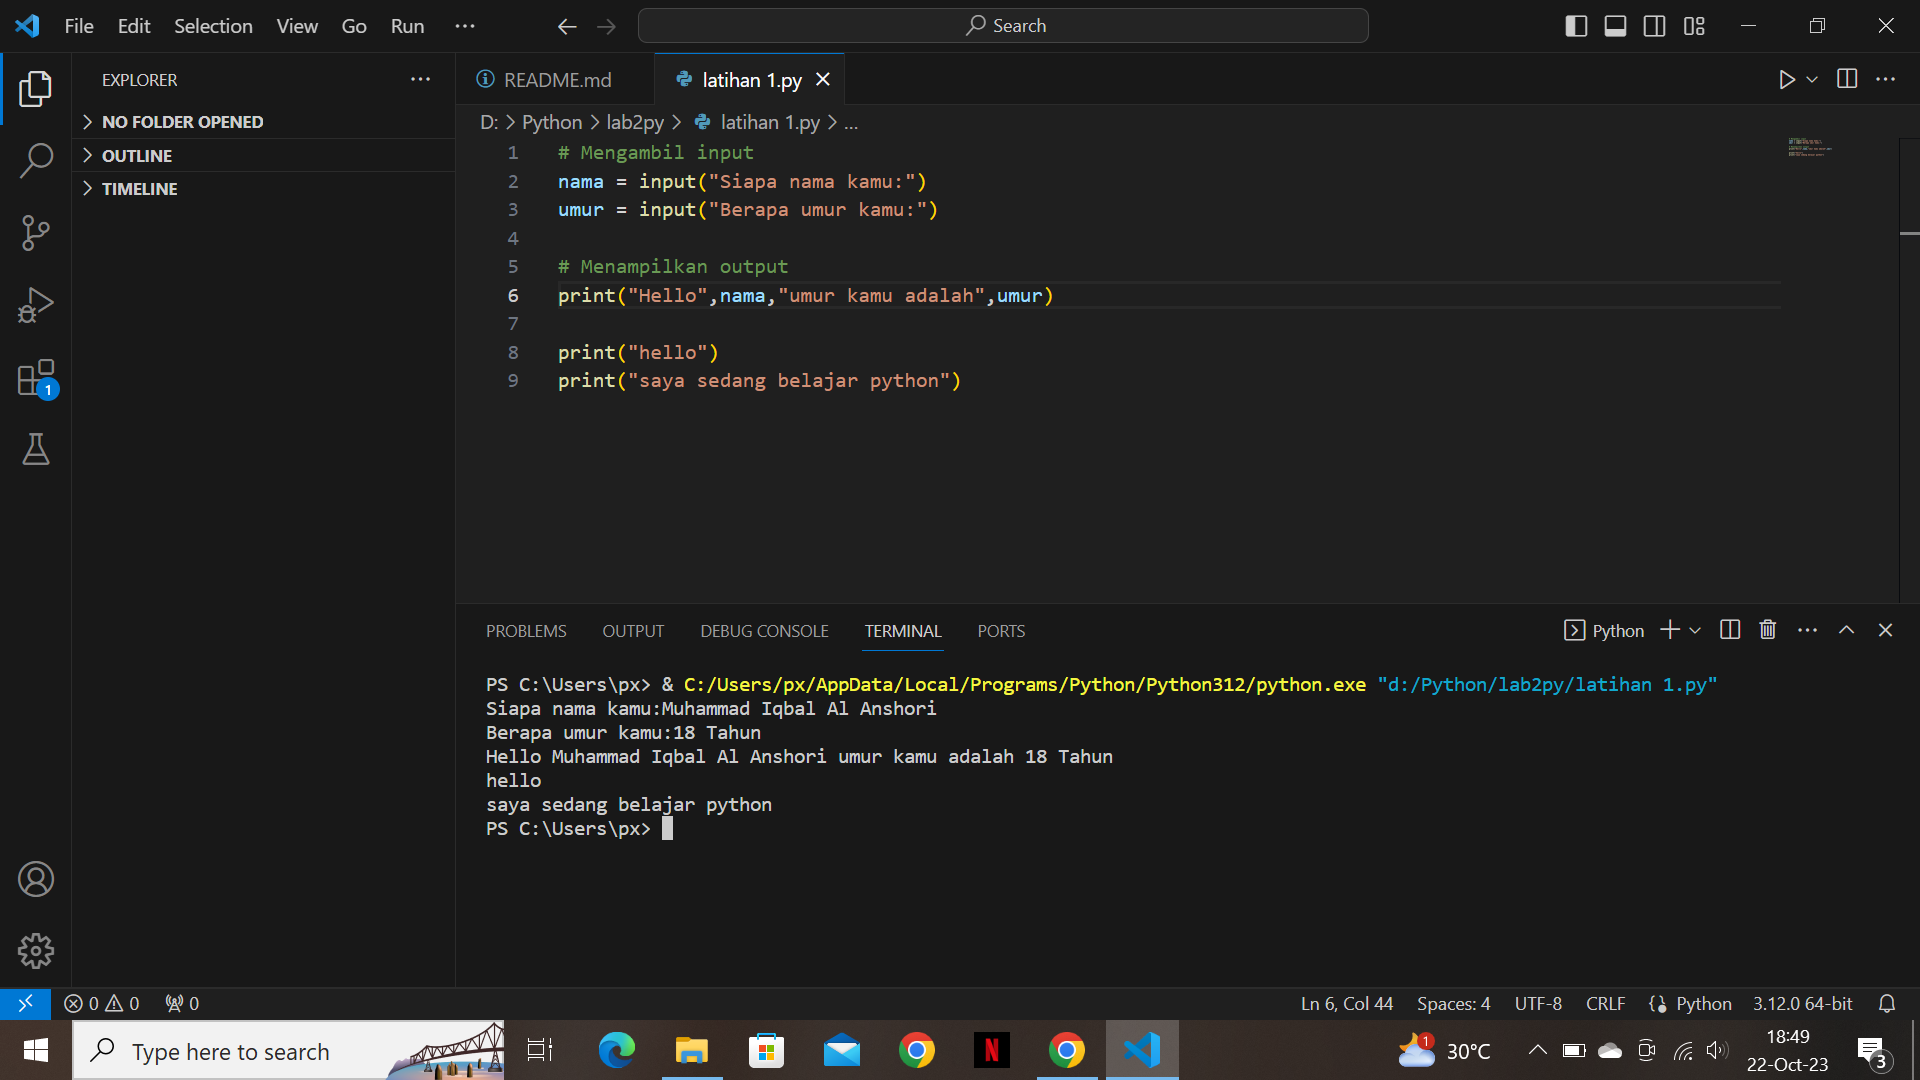 File Edit Selection View Go Run ...
Search
EXPLORER
NO FOLDER OPENED
OUTLINE
TIMELINE
README.md
latihan 1.py
D: > Python > lab2py > latihan 1.py > ...
1 # Mengambil input
2 nama = input("Siapa nama kamu:")
3 umur = input("Berapa umur kamu:")
4
5 # Menampilkan output
6 print("Hello",nama,"umur kamu adalah",umur)
7
8 print("hello")
9 print("saya sedang belajar python")
1
PROBLEMS OUTPUT DEBUG CONSOLE TERMINAL PORTS
Python
PS C:\Users\px> & C:/Users/px/AppData/Local/Programs/Python/Python312/python.exe "d:/Python/lab2py/latihan 1.py"
Siapa nama kamu:Muhammad Iqbal Al Anshori
Berapa umur kamu:18 Tahun
Hello Muhammad Iqbal Al Anshori umur kamu adalah 18 Tahun
hello
saya sedang belajar python
PS C:\Users\px>
0 0 0
Ln 6, Col 44 Spaces: 4 UTF-8 CRLF Python 3.12.0 64-bit
Type here to search
N
1
30°C
18:49
22-Oct-23
3